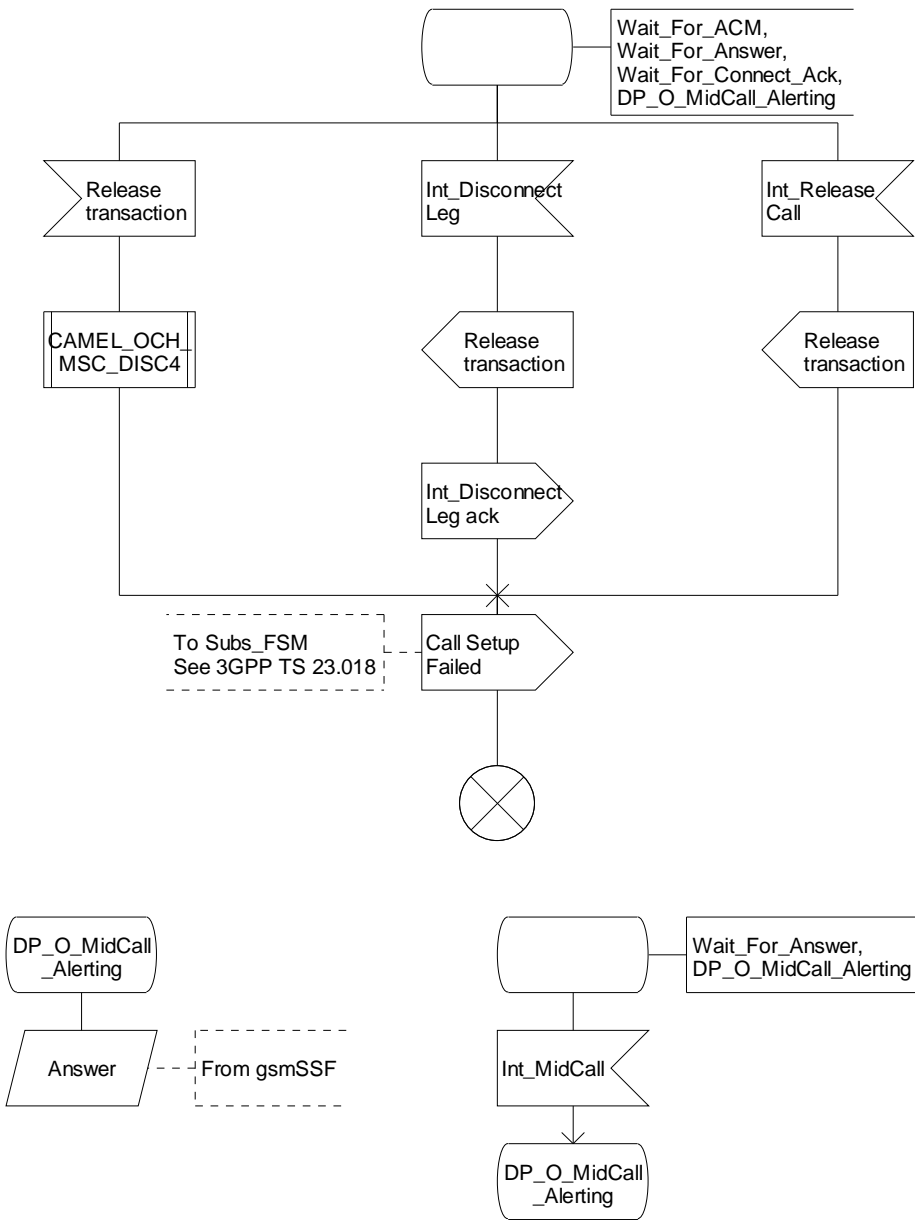 Wait_For_ACM,
Wait_For_Answer,
Wait_For_Connect_Ack,
DP_O_MidCall_Alerting
Release
transaction
Int_Disconnect
Leg
Int_Release
Call
CAMEL_OCH_
MSC_DISC4
Release
transaction
Release
transaction
Int_Disconnect
Leg ack
To Subs_FSM
See 3GPP TS 23.018
Call Setup
Failed
DP_O_MidCall
_Alerting
Wait_For_Answer,
DP_O_MidCall_Alerting
Answer
From gsmSSF
Int_MidCall
DP_O_MidCall
_Alerting